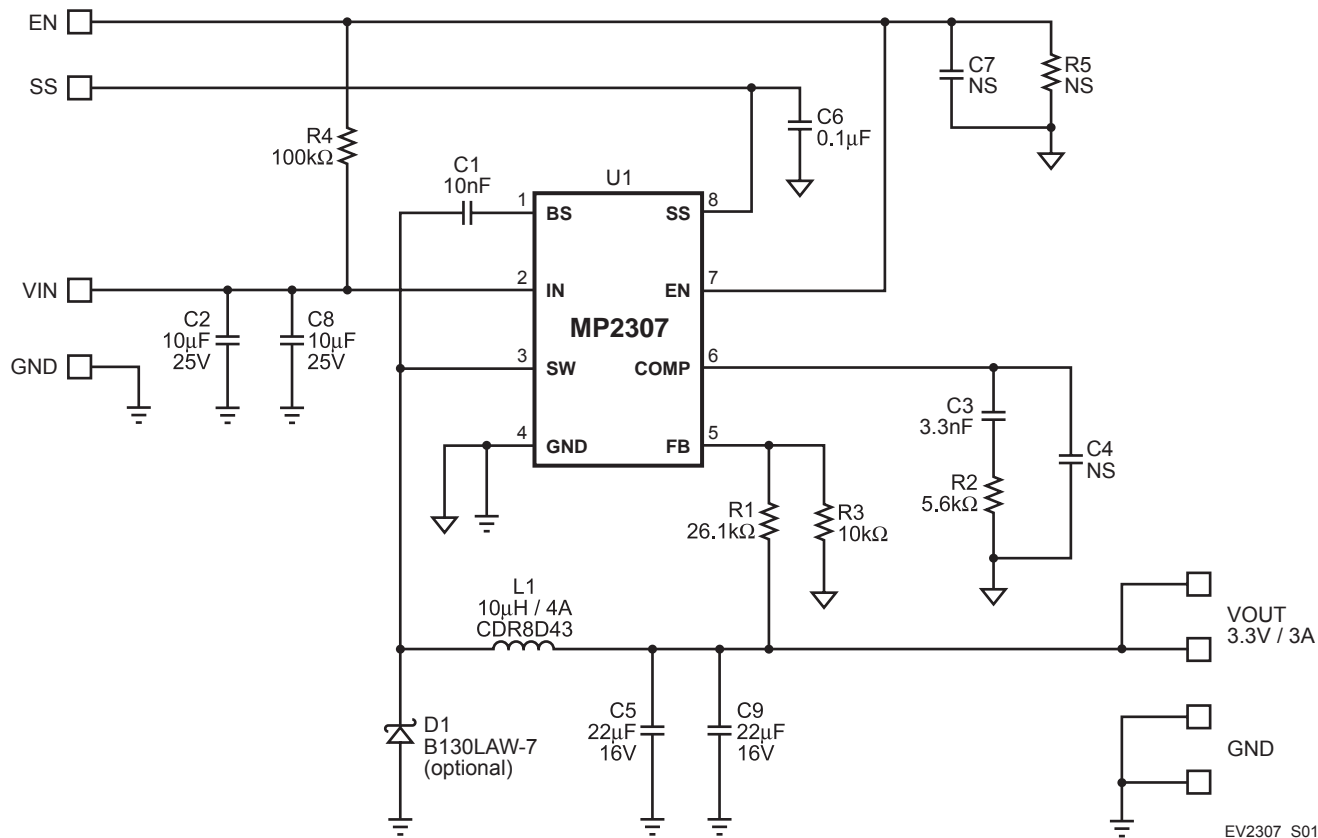 EN
C7
NS
R5
NS
SS
C6
0.1µF
R4
100kΩ
C1
10nF
U1
1
BS
SS
8
VIN
2
IN
EN
7
MP2307
C2
10µF
25V
C8
10µF
25V
GND
3
SW
COMP
6
C3
3.3nF
C4
NS
4
GND
FB
5
R2
5.6kΩ
R1
26.1kΩ
R3
10kΩ
L1
10µH / 4A
CDR8D43
VOUT
3.3V / 3A
D1
B130LAW-7
(optional)
C5
22µF
16V
C9
22µF
16V
GND
EV2307_S01